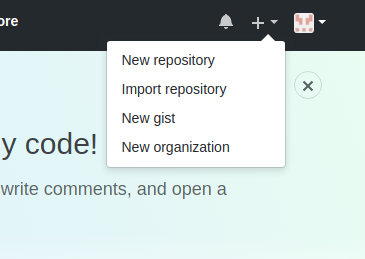 ore
New repository
Import repository
New gist
New organization
y code!
write comments, and open a